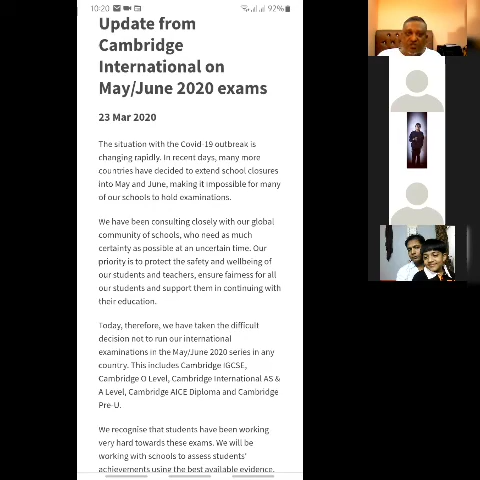 10:20 92%
Update from
Cambridge
International on
May/June 2020 exams
23 Mar 2020
The situation with the Covid-19 outbreak is
changing rapidly. In recent days, many more
countries have decided to extend school closures
into May and June, making it impossible for many
of our schools to hold examinations.
We have been consulting closely with our global
community of schools, who need as much
certainty as possible at an uncertain time. Our
priority is to protect the safety and wellbeing of
our students and teachers, ensure fairness for all
our students and support them in continuing with
their education.
Today, therefore, we have taken the difficult
decision not to run our international
examinations in the May/June 2020 series in any
country. This includes Cambridge IGCSE,
Cambridge O Level, Cambridge International AS &
A Level, Cambridge AICE Diploma and Cambridge
Pre-U.
We recognise that students have been working
very hard towards these exams. We will be
working with schools to assess students'
achievements using the best available evidence.